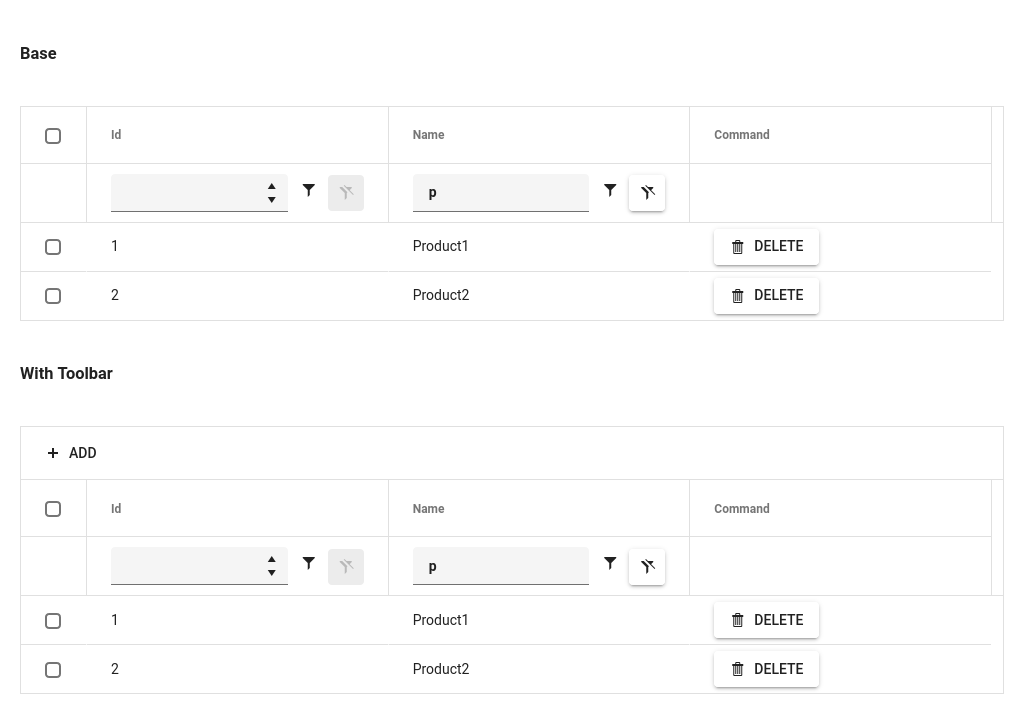 Base
Id Name Command
p
1 Product1 DELETE
2 Product2 DELETE
With Toolbar
ADD
Id Name Command
p
1 Product1 DELETE
2 Product2 DELETE